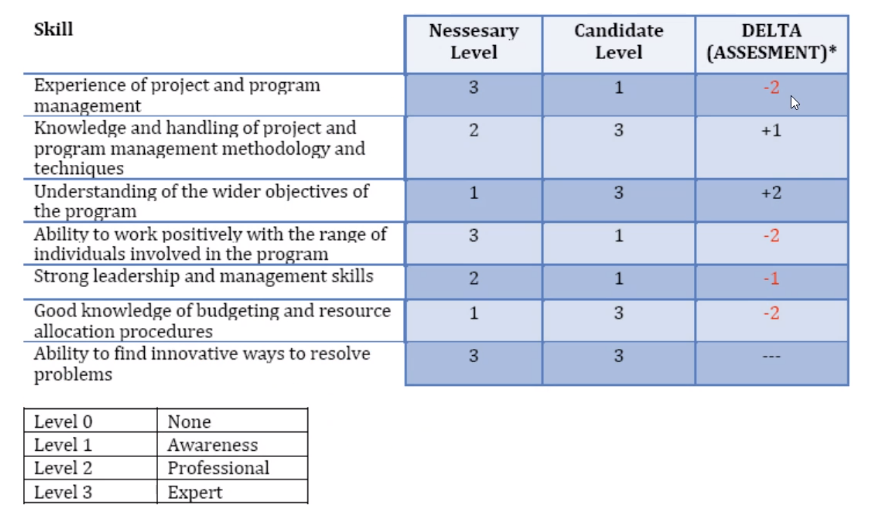 Skill
Nessesary Level
Candidate Level
DELTA (ASSESMENT)*
Experience of project and program
management
3
1
-2
Knowledge and handling of project and
program management methodology and
techniques
2
3
+1
Understanding of the wider objectives of
the program
1
3
+2
Ability to work positively with the range of
individuals involved in the program
3
1
-2
Strong leadership and management skills
2
1
-1
Good knowledge of budgeting and resource
allocation procedures
1
3
-2
Ability to find innovative ways to resolve
problems
3
3
---
Level 0 None
Level 1 Awareness
Level 2 Professional
Level 3 Expert